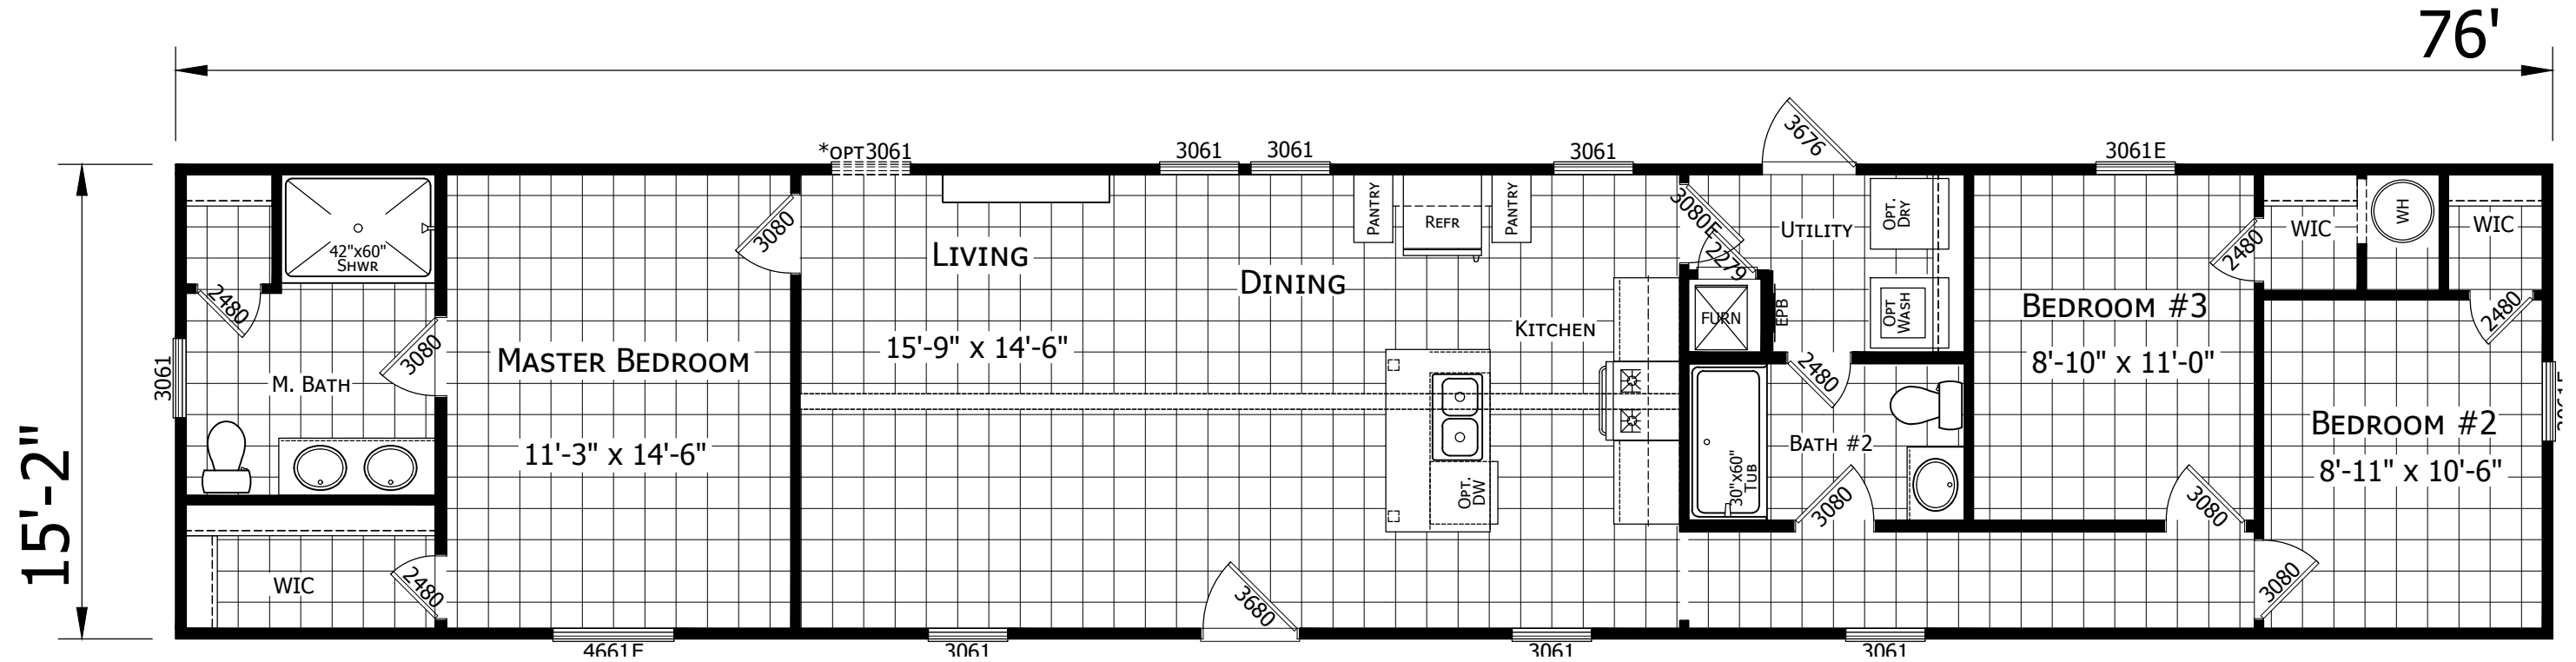 76'
15'-2"
*OPT3061
3061
3061
3061
3676
3061E
42"x60"
SHWR
2480
3061
M. BATH
3080
WIC
2480
MASTER BEDROOM
11'-3" x 14'-6"
4661E
3080
LIVING
15'-9" x 14'-6"
DINING
PANTRY
REFR
PANTRY
KITCHEN
OPT.
DW
3061
3680
3061
3080E
2279
UTILITY
OPT.
DRY
OPT
WASH
FURN
EPB
2480
BATH #2
30"x60"
TUB
3080
3061
BEDROOM #3
8'-10" x 11'-0"
2480
3080
WIC
WH
WIC
2480
BEDROOM #2
8'-11" x 10'-6"
3080